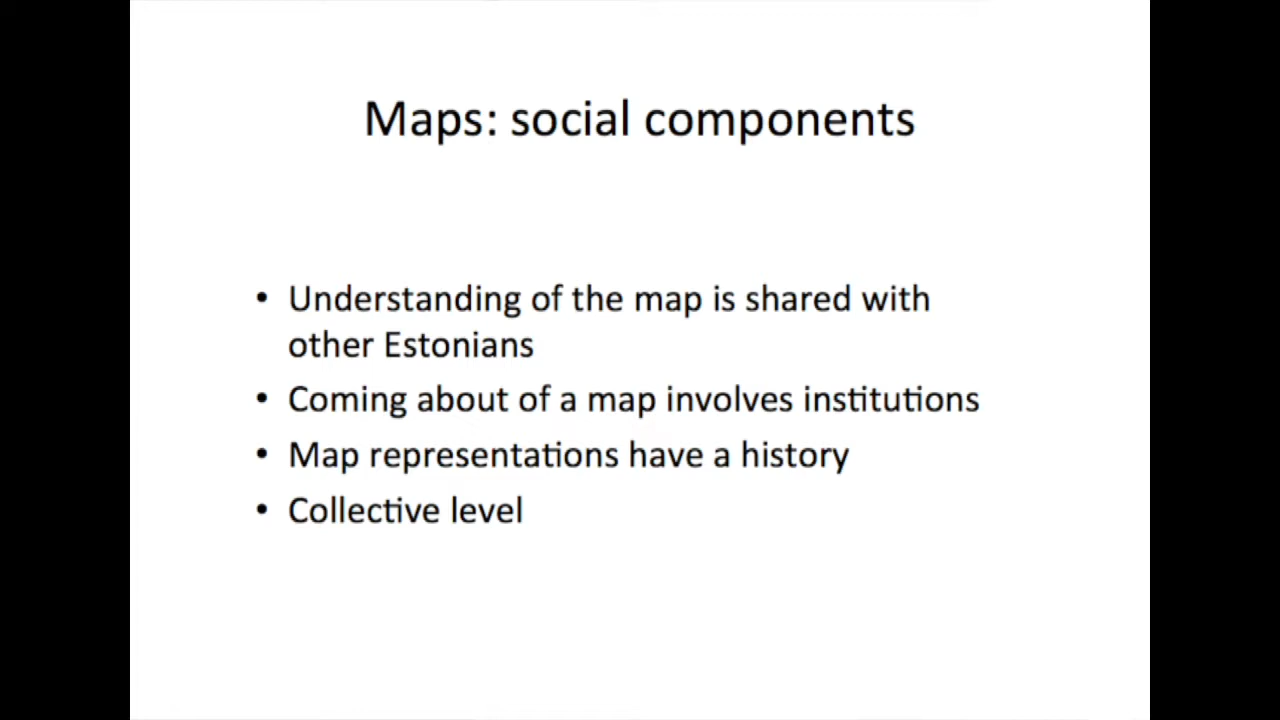 Maps: social components
• Understanding of the map is shared with
other Estonians
• Coming about of a map involves institutions
• Map representations have a history
• Collective level